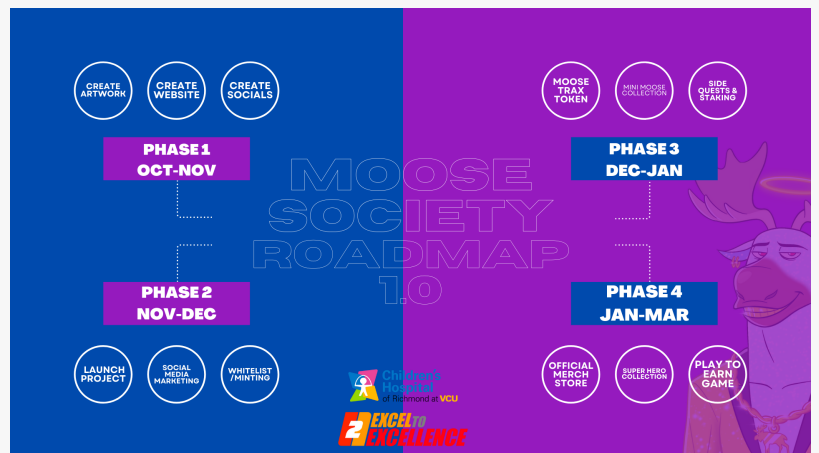 CREATE
ARTWORK
CREATE
WEBSITE
CREATE
SOCIALS
PHASE 1
OCT-NOV
PHASE 2
NOV-DEC
LAUNCH
PROJECT
SOCIAL
MEDIA
MARKETING
WHITELIST
/MINTING
MOOSE
SOCIETY
ROADMAP
1.0
MOOSE
TRAX
TOKEN
MINI MOOSE
COLLECTION
SIDE
QUESTS &
STAKING
PHASE 3
DEC-JAN
PHASE 4
JAN-MAR
OFFICIAL
MERCH
STORE
SUPER HERO
COLLECTION
PLAY TO
EARN
GAME
Children's
Hospital
of Richmond at VCU
2 EXCEL TO
EXCELLENCE